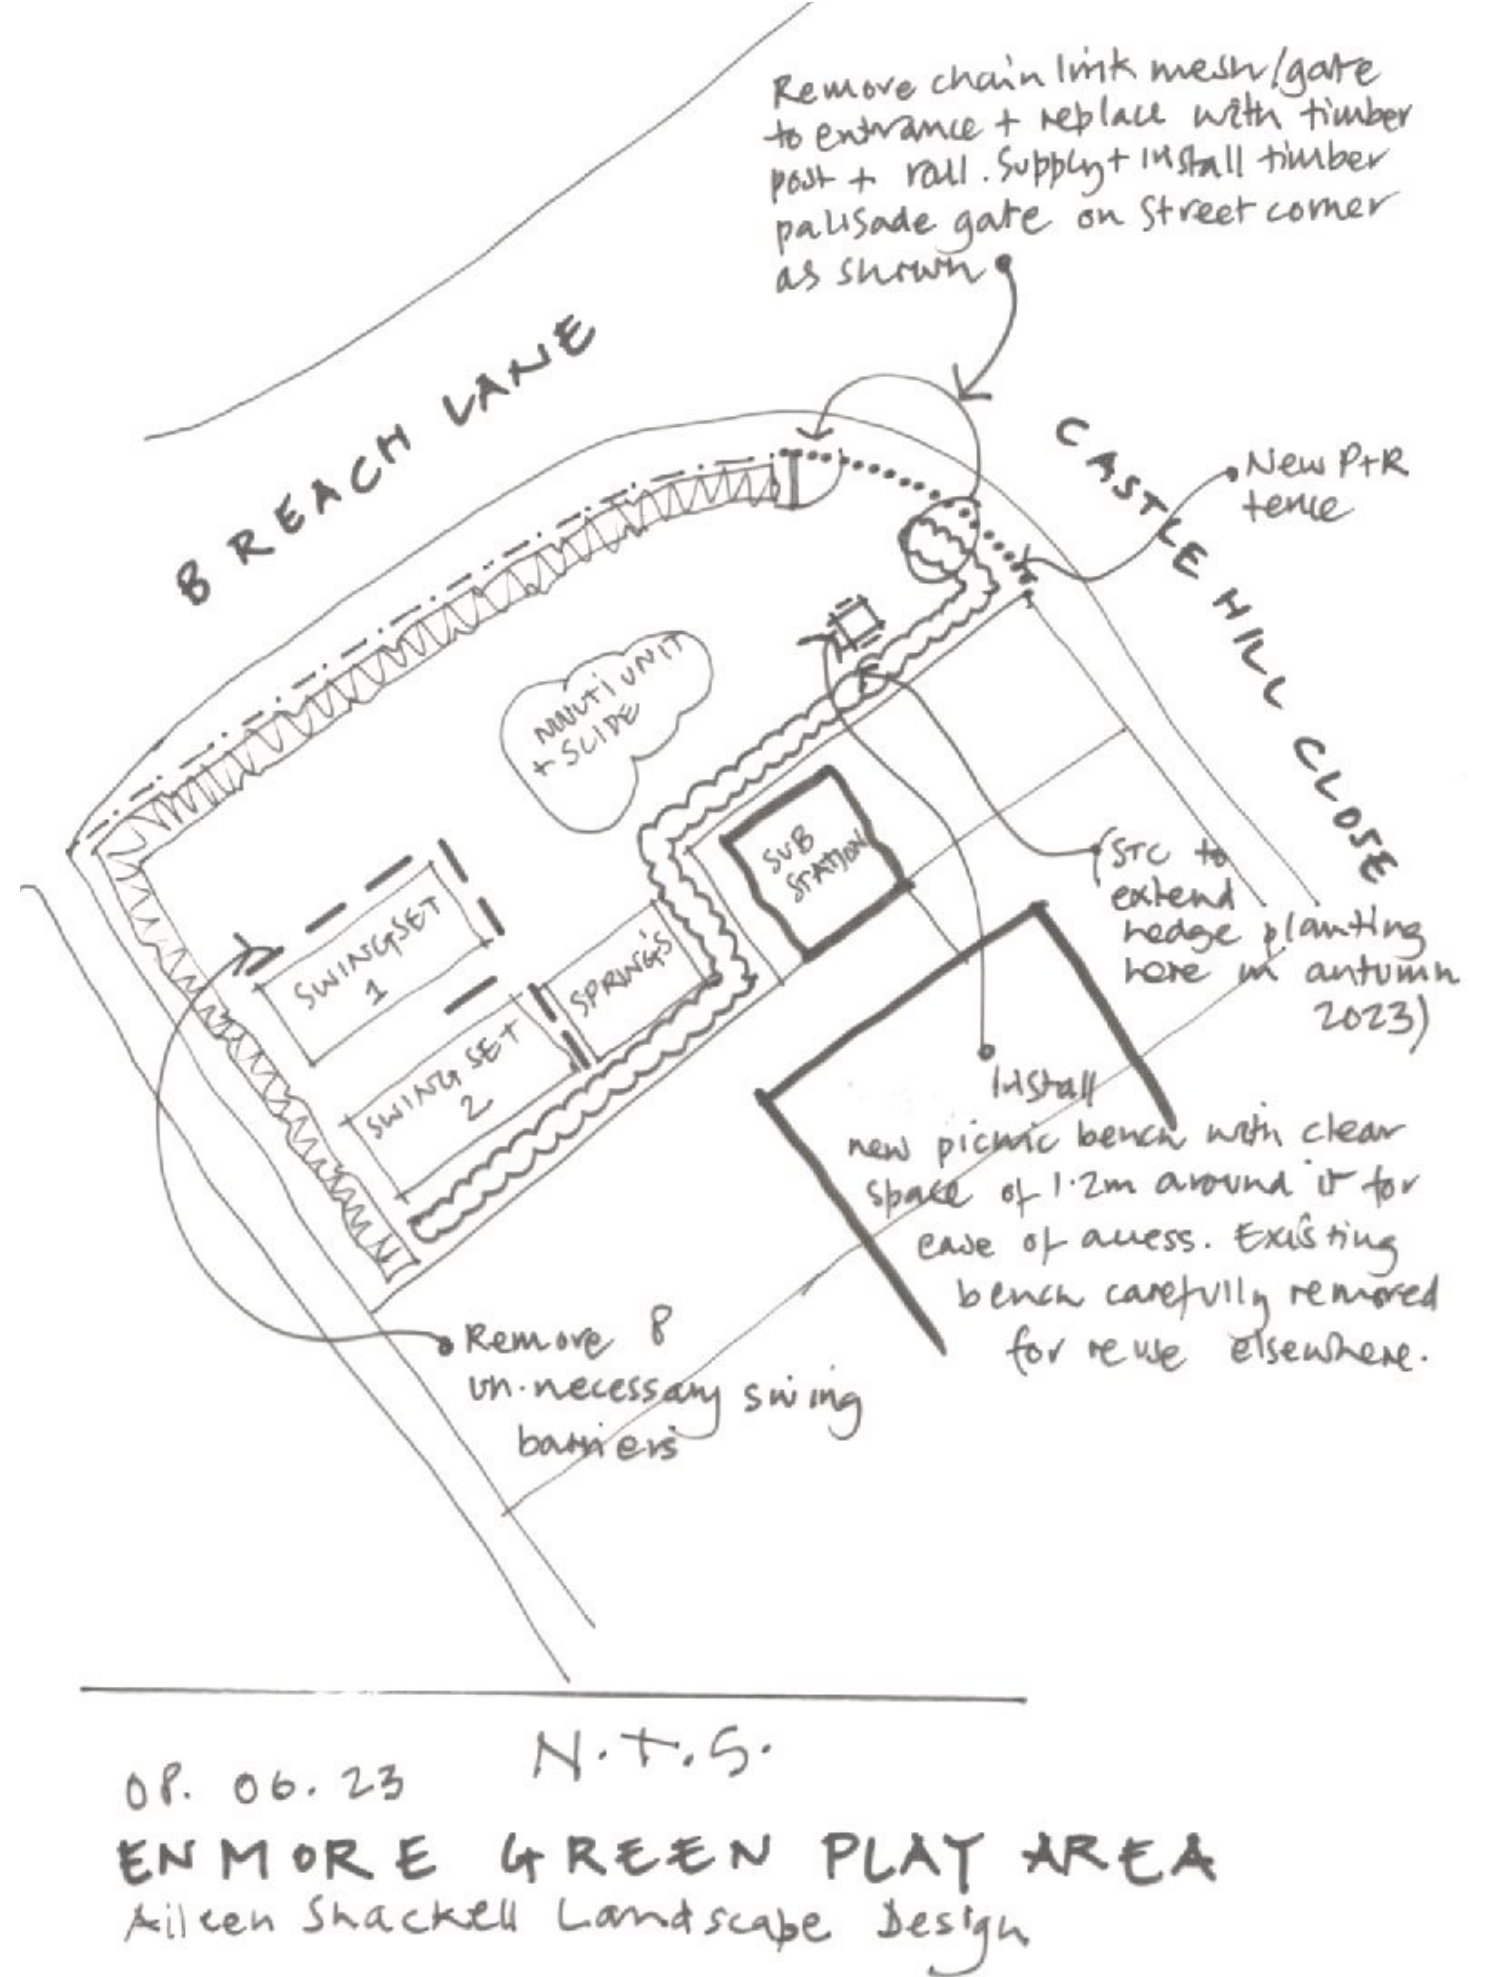 Remove chain link mesh/gate
to entrance + replace with timber
post + rail. Supply + install timber
palisade gate on street corner
as shown
BREACH LANE
CASTLE HILL CLOSE
New P+R
fence
MULTI UNIT
+ SLIDE
SUB
STATION
SWINGSET
1
SPRINGS
SWING SET
2
(STC to
extend
hedge planting
here in autumn
2023)
Install
new picnic bench with clear
space of 1.2m around it for
ease of access. Existing
bench carefully removed
for reuse elsewhere.
Remove 8
un-necessary swing
barriers
N.T.S.
08. 06. 23
ENMORE GREEN PLAY AREA
Aileen Shackell Landscape Design